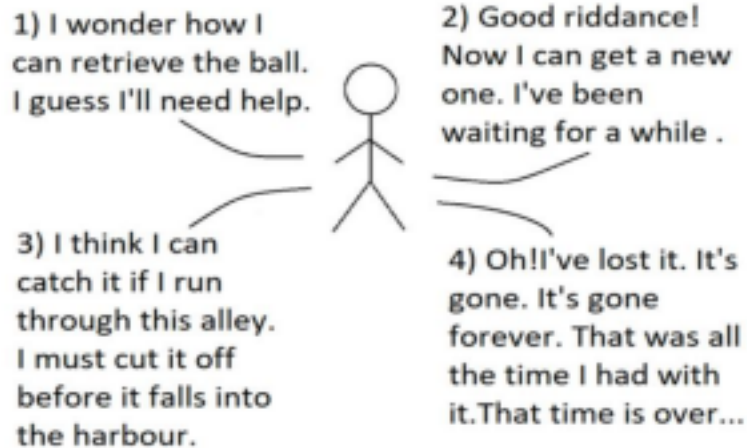 1) I wonder how I
can retrieve the ball.
I guess I'll need help.
2) Good riddance!
Now I can get a new
one. I've been
waiting for a while .
3) I think I can
catch it if I run
through this alley.
I must cut it off
before it falls into
the harbour.
4) Oh!I've lost it. It's
gone. It's gone
forever. That was all
the time I had with
it.That time is over...